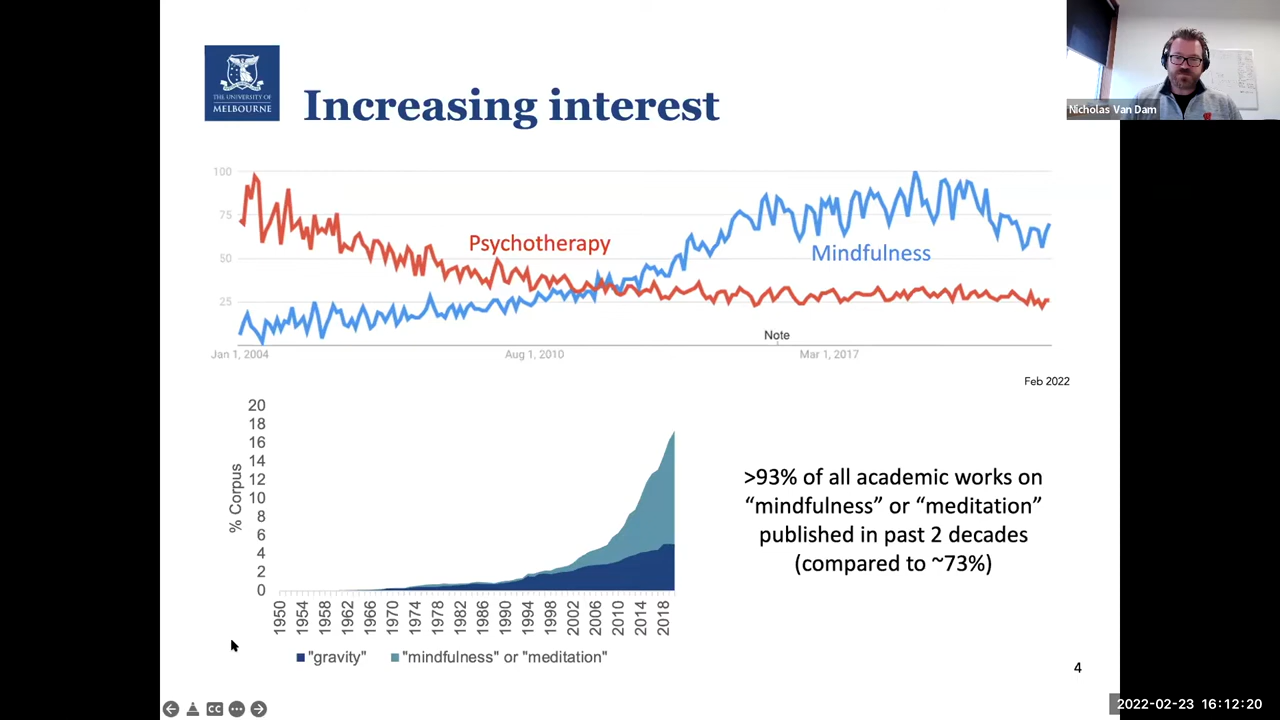 THE UNIVERSITY OF
MELBOURNE
Increasing interest
Nicholas Van Dam
100
75
50
25
Psychotherapy
Mindfulness
Note
Jan 1, 2004
Aug 1, 2010
Mar 1, 2017
Feb 2022
20
18
16
14
12
10
8
6
4
2
0
% Corpus
1950
1954
1958
1962
1966
1970
1974
1978
1982
1986
1990
1994
1998
2002
2006
2010
2014
2018
"gravity"
"mindfulness" or "meditation"
>93% of all academic works on
“mindfulness” or “meditation”
published in past 2 decades
(compared to ~73%)
4
CC
2022-02-23 16:12:20